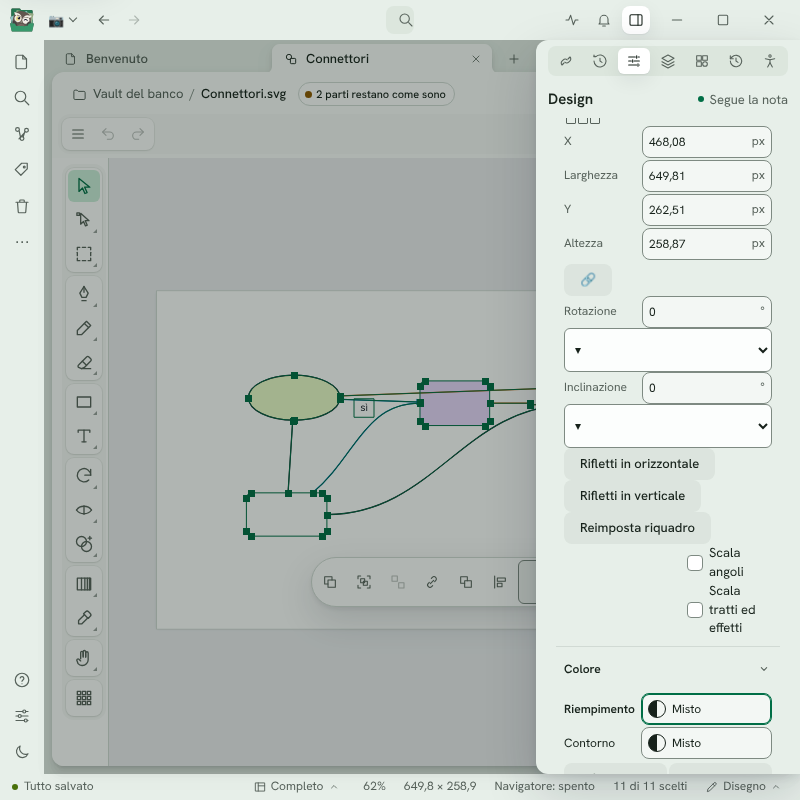 Benvenuto
Connettori
Vault del banco / Connettori.svg
2 parti restano come sono
sì
Design
Segue la nota
X
468,08 px
Larghezza
649,81 px
Y
262,51 px
Altezza
258,87 px
Rotazione
0 °
Inclinazione
0 °
Rifletti in orizzontale
Rifletti in verticale
Reimposta riquadro
Scala
angoli
Scala
tratti ed
effetti
Colore
Riempimento
Misto
Contorno
Misto
Tutto salvato
Completo
62%
649,8 × 258,9
Navigatore: spento
11 di 11 scelti
Disegno